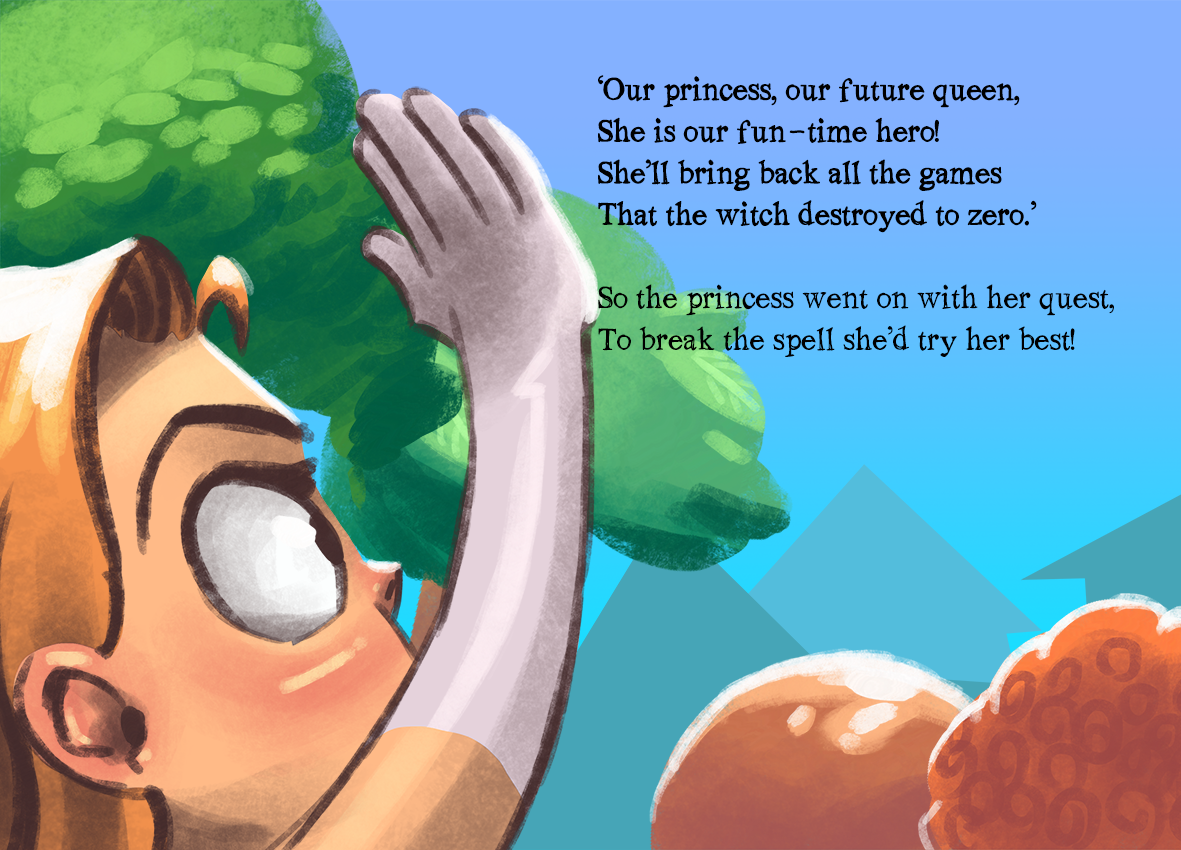 ‘Our princess, our future queen,
She is our fun-time hero!
She’ll bring back all the games
That the witch destroyed to zero.’
So the princess went on with her quest,
To break the spell she’d try her best!